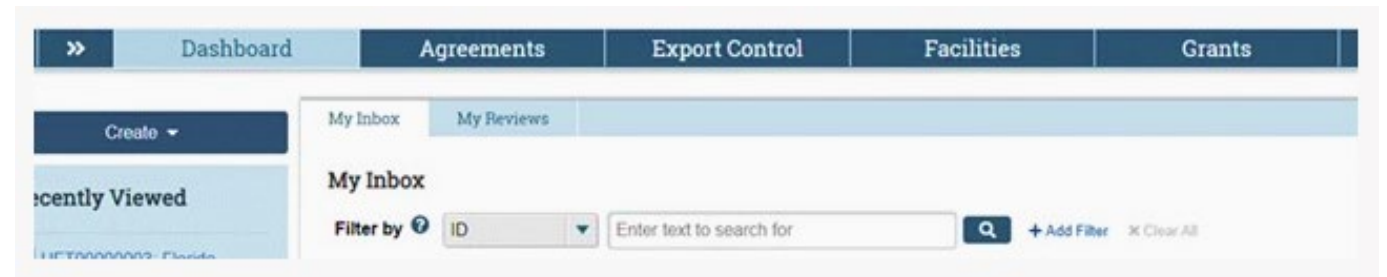 » Dashboard Agreements Export Control Facilities Grants
Create
My Inbox My Reviews
ecently Viewed
My Inbox
Filter by ? ID Enter text to search for + Add Filter × Clear All